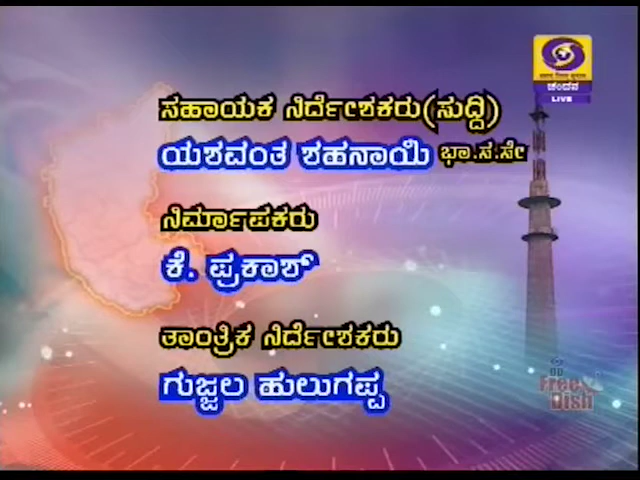 ಚಂದನ
LIVE
ಸಹಾಯಕ ನಿರ್ದೇಶಕರು(ಸುದ್ದಿ)
ಯಶವಂತ ಶಹನಾಯಿ ಭಾ.ಸ.ಸೇ
ನಿರ್ಮಾಪಕರು
ಕೆ. ಪ್ರಕಾಶ್
ತಾಂತ್ರಿಕ ನಿರ್ದೇಶಕರು
ಗುಜ್ಜಲ ಹುಲುಗಪ್ಪ
DD
Free
Dish